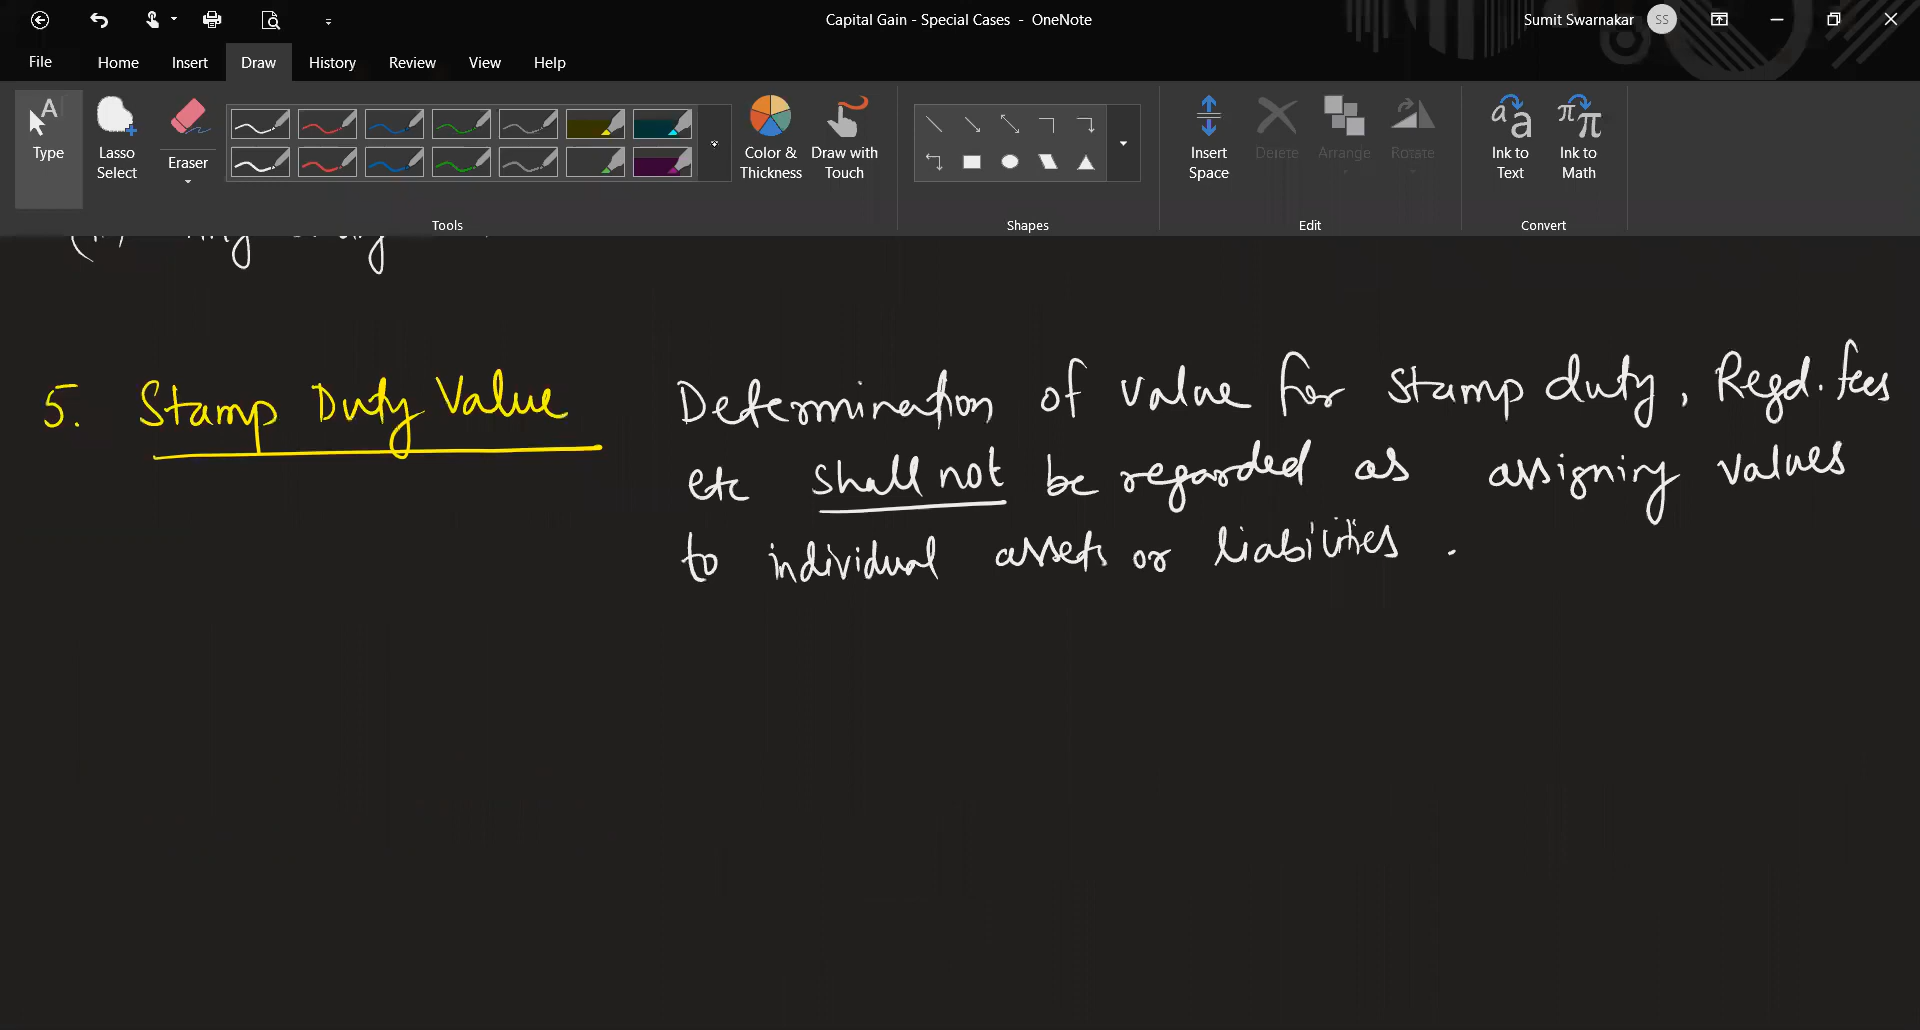 Capital Gain - Special Cases - OneNote
Sumit Swarnakar SS
File Home Insert Draw History Review View Help
Type
Lasso Select
Eraser
Color & Thickness
Draw with Touch
Insert Space
Delete
Arrange
Rotate
Ink to Text
Ink to Math
Tools Shapes Edit Convert
5. Stamp Duty Value Determination of value for stamp duty, Regd. fees
etc shall not be regarded as assigning values
to individual assets or liabilities.